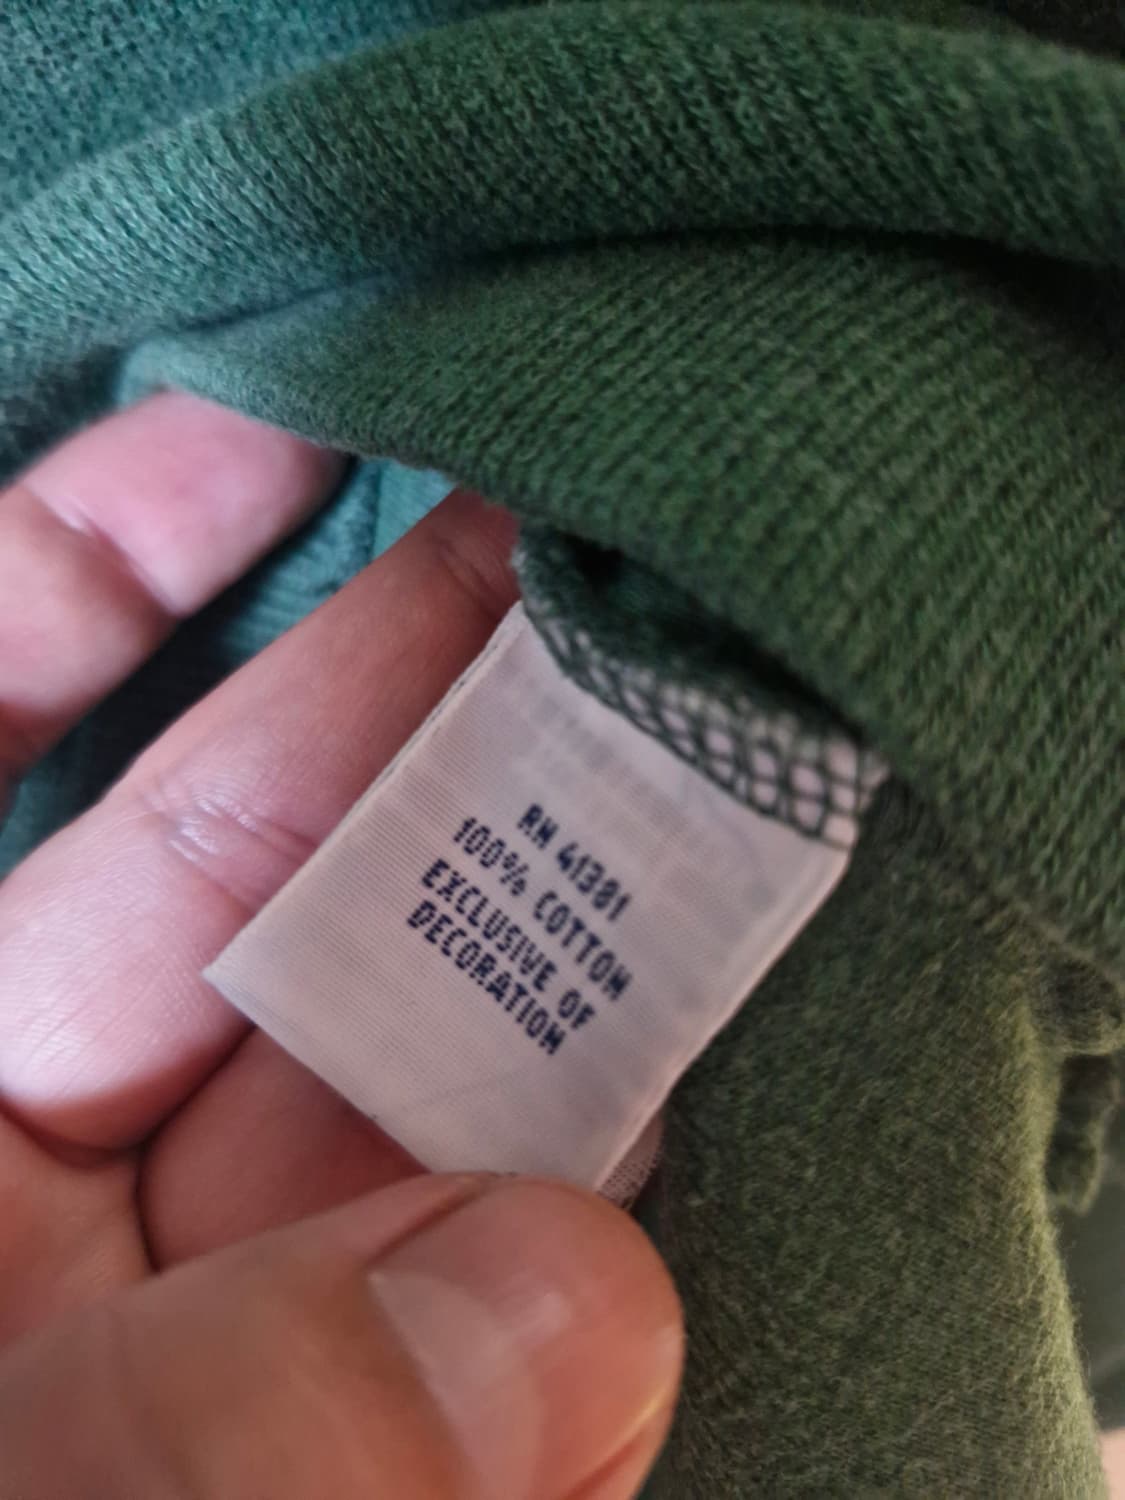 RN 41381
100% COTTON
EXCLUSIVE OF
DECORATION